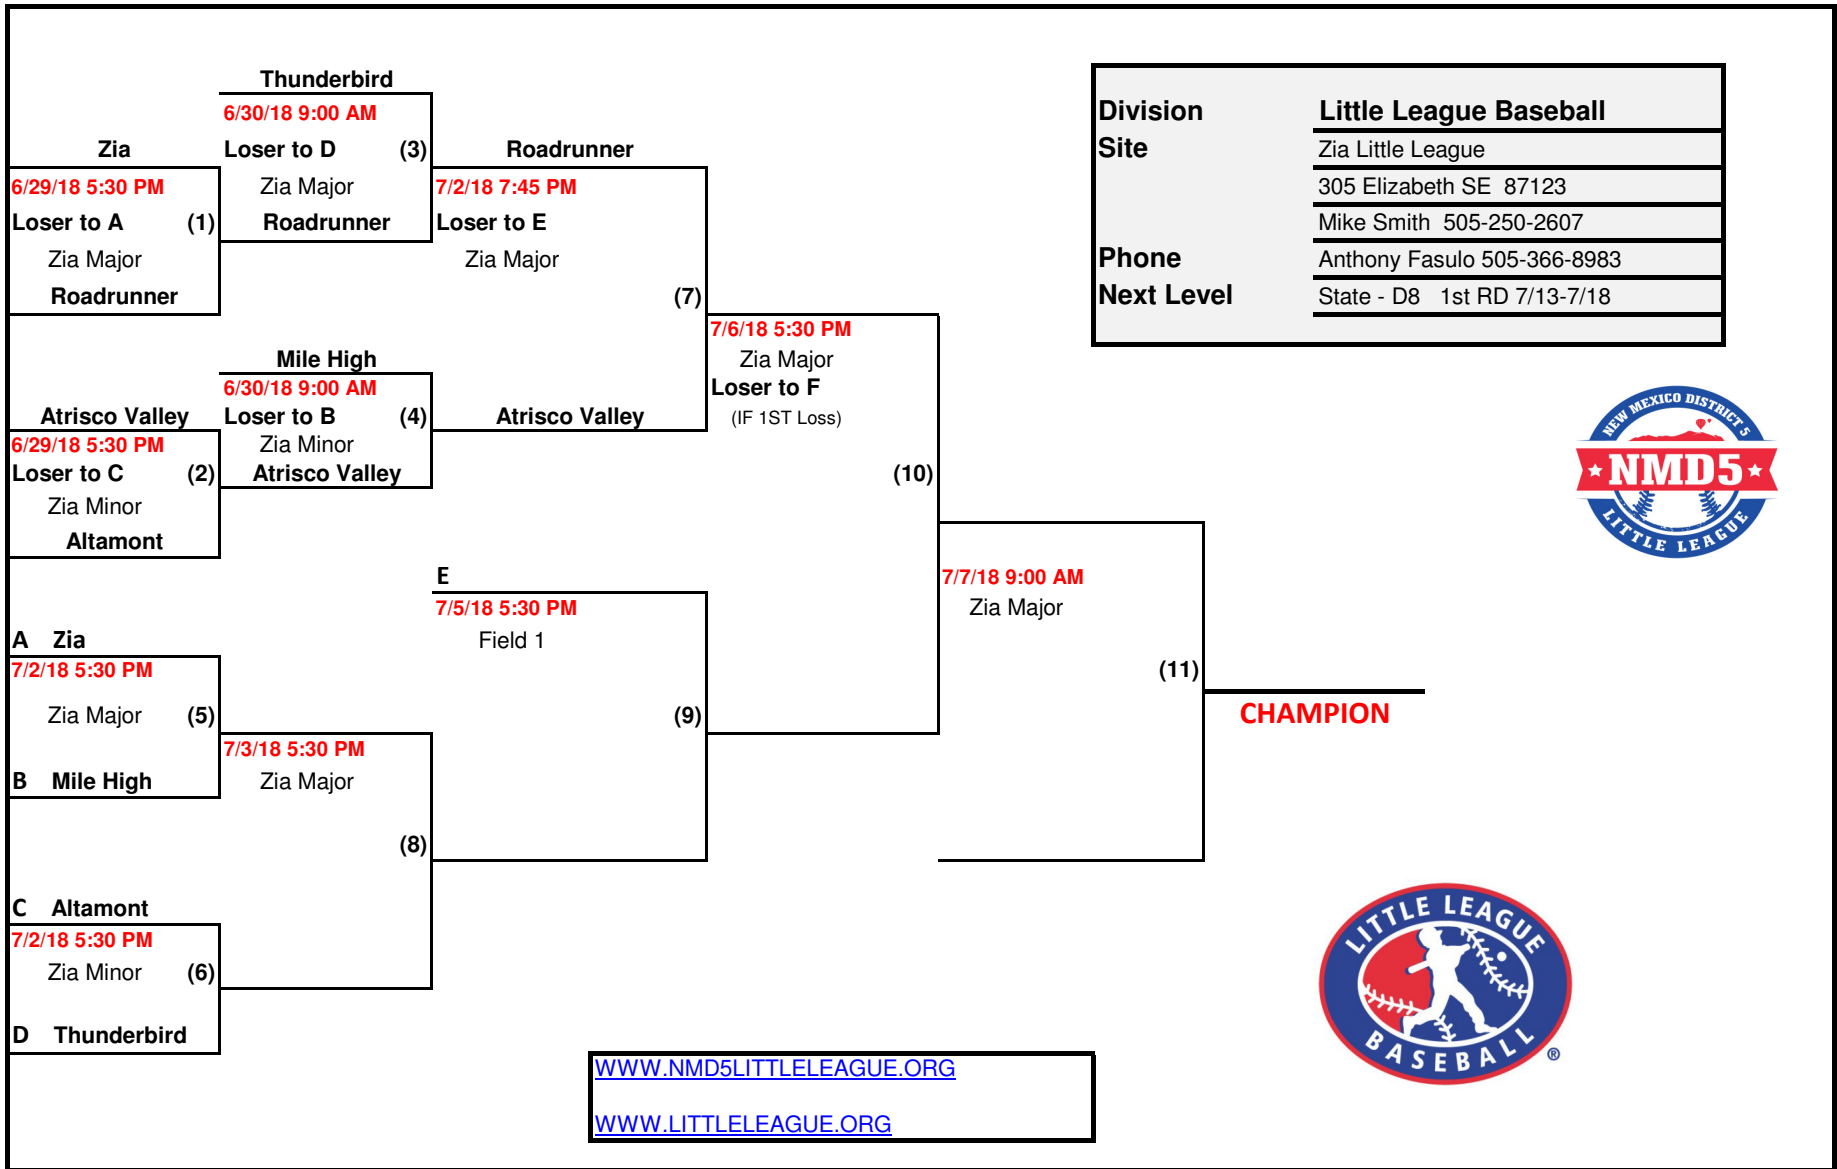 Thunderbird
6/30/18 9:00 AM
Zia
Loser to D (3)
Roadrunner
6/29/18 5:30 PM
Zia Major
7/2/18 7:45 PM
Loser to A (1)
Roadrunner
Loser to E
Zia Major
Zia Major
Roadrunner
(7)
7/6/18 5:30 PM
Mile High
Zia Major
6/30/18 9:00 AM
Loser to F
Atrisco Valley
Loser to B (4)
Atrisco Valley
(IF 1ST Loss)
6/29/18 5:30 PM
Zia Minor
Loser to C (2)
Atrisco Valley
(10)
Zia Minor
Altamont
E
7/7/18 9:00 AM
7/5/18 5:30 PM
Zia Major
A Zia
Field 1
7/2/18 5:30 PM
(11)
Zia Major (5)
(9)
CHAMPION
7/3/18 5:30 PM
B Mile High
Zia Major
(8)
C Altamont
7/2/18 5:30 PM
Zia Minor (6)
D Thunderbird
Division Little League Baseball
Site Zia Little League
305 Elizabeth SE 87123
Mike Smith 505-250-2607
Phone Anthony Fasulo 505-366-8983
Next Level State - D8 1st RD 7/13-7/18
NEW MEXICO DISTRICT 5
NMD5
LITTLE LEAGUE
LITTLE LEAGUE
BASEBALL
®
WWW.NMD5LITTLELEAGUE.ORG
WWW.LITTLELEAGUE.ORG